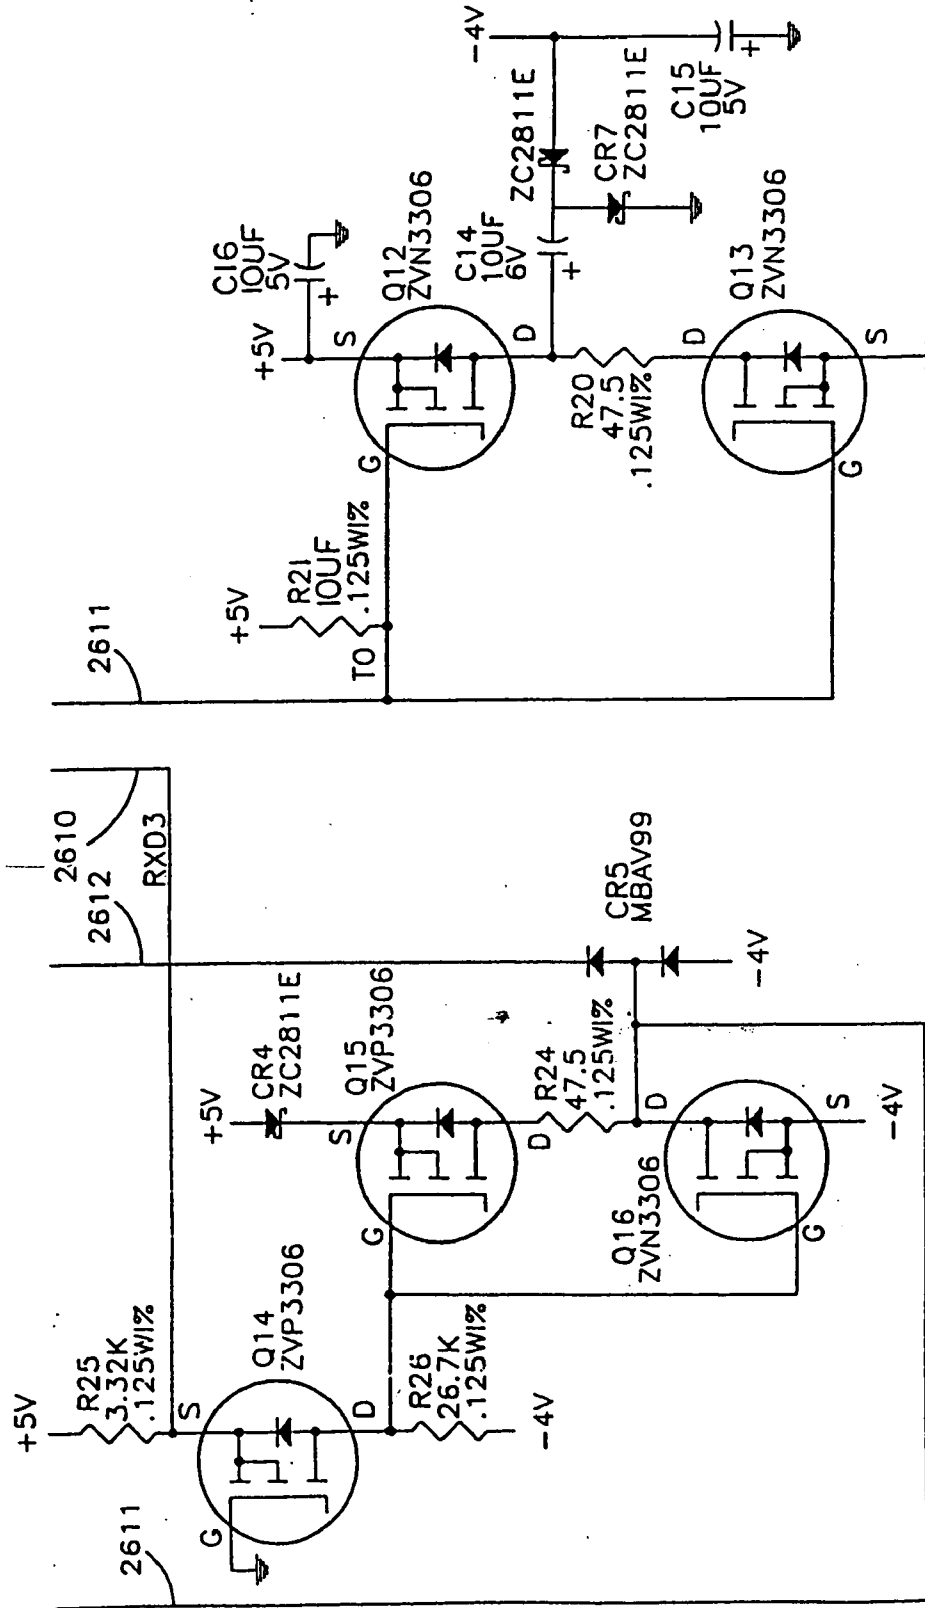 2611
+5V
R25
3.32K
.125W1%
S
Q14
ZVP3306
G
D
R26
26.7K
.125W1%
-4V
2612
2610
RXD3
+5V
CR4
ZC2811E
Q15
ZVP3306
S
G
D
R24
47.5
.125W1%
Q16
ZVN3306
D
G
S
-4V
CR5
MBAV99
-4V
2611
+5V
R21
10UF
.125W1%
TO
+5V
C16
10UF
5V
+
S
Q12
ZVN3306
G
D
C14
10UF
6V
+
R20
47.5
.125W1%
D
Q13
ZVN3306
G
S
ZC2811E
CR7
ZC2811E
-4V
C15
10UF
5V
+